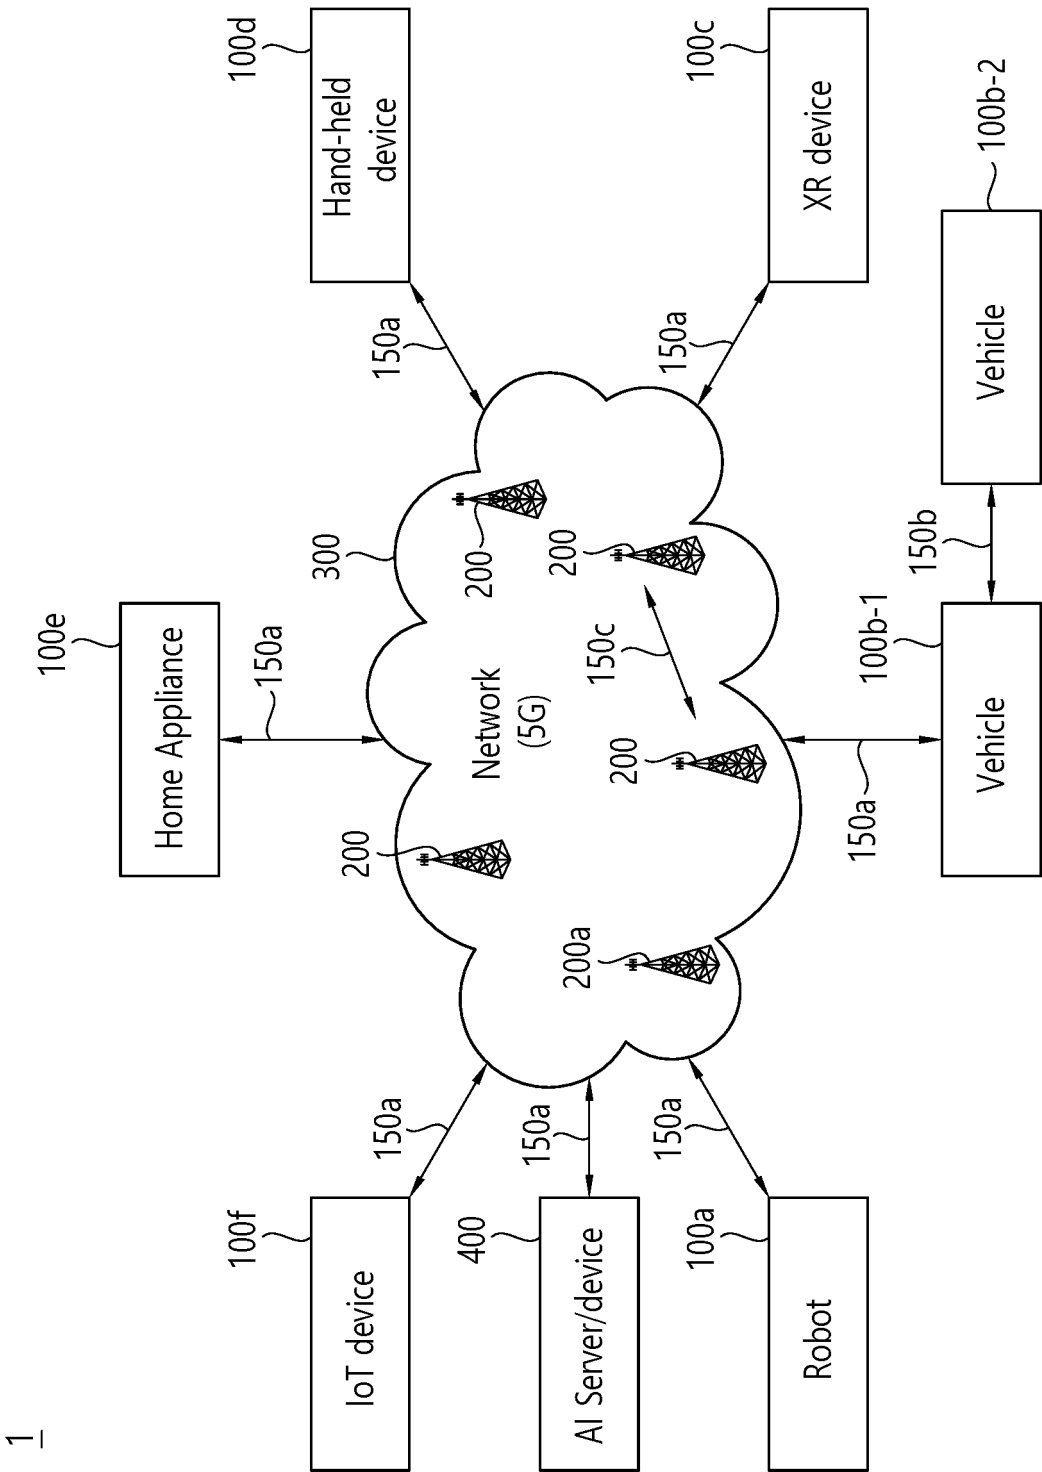 1
100e
Home Appliance
150a
100f
IoT device
150a
300
150a
100d
Hand-held
device
200
200
Network
(5G)
400
AI Server/device
150a
200a
200
150c
200
100a
Robot
150a
150a
100c
XR device
150a
100b-1
Vehicle
150b
100b-2
Vehicle